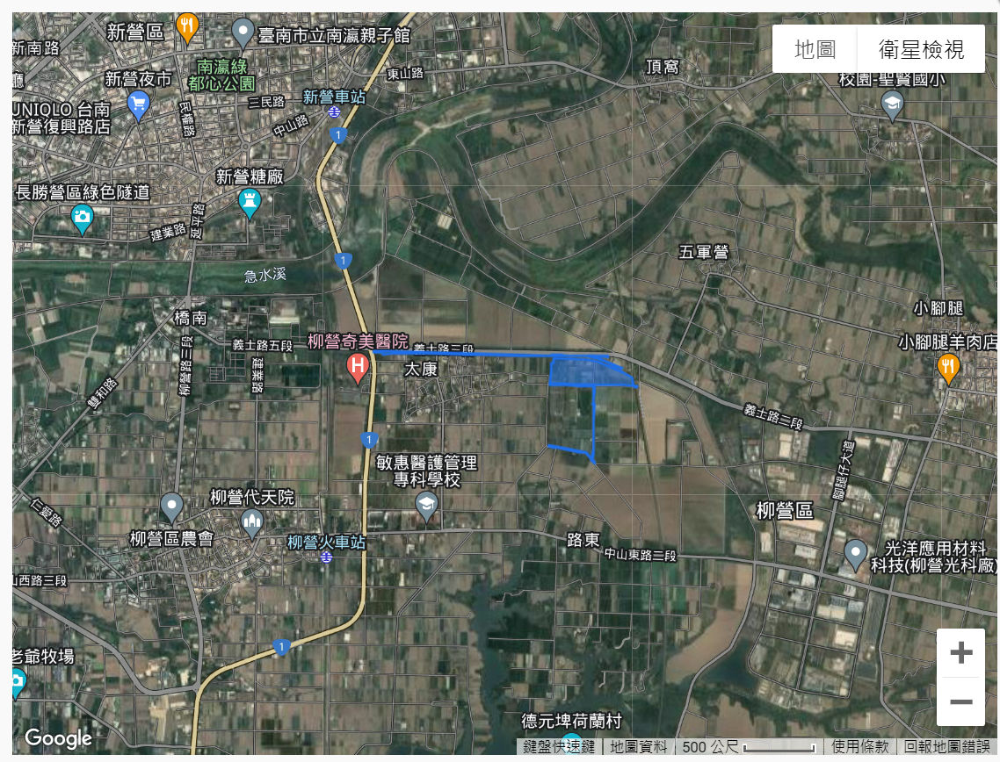 新營區
臺南市立南瀛親子館
新南路
南瀛綠
都心公園
新營夜市
東山路
頂窩
地圖
衛星檢視
校園-聖賢國小
新營車站
三民路
民權路
中山路
UNIQLO 台南
新營復興路店
1
新營糖廠
長勝營區綠色隧道
延平路
建業路
1
急水溪
五軍營
橋南
小腳腿
柳營奇美醫院
義士路五段
義士路三段
小腳腿羊肉店
建業路
柳營路二段
太康
雙和路
義士路二段
1
敏惠醫護管理
專科學校
腳腿仔大道
柳營代天院
仁愛路
柳營區
柳營區農會
柳營火車站
路東
中山東路二段
光洋應用材料
科技(柳營光科廠)
山西路三段
1
老爺牧場
德元埤荷蘭村
Google
鍵盤快速鍵
地圖資料
500 公尺
使用條款
回報地圖錯誤